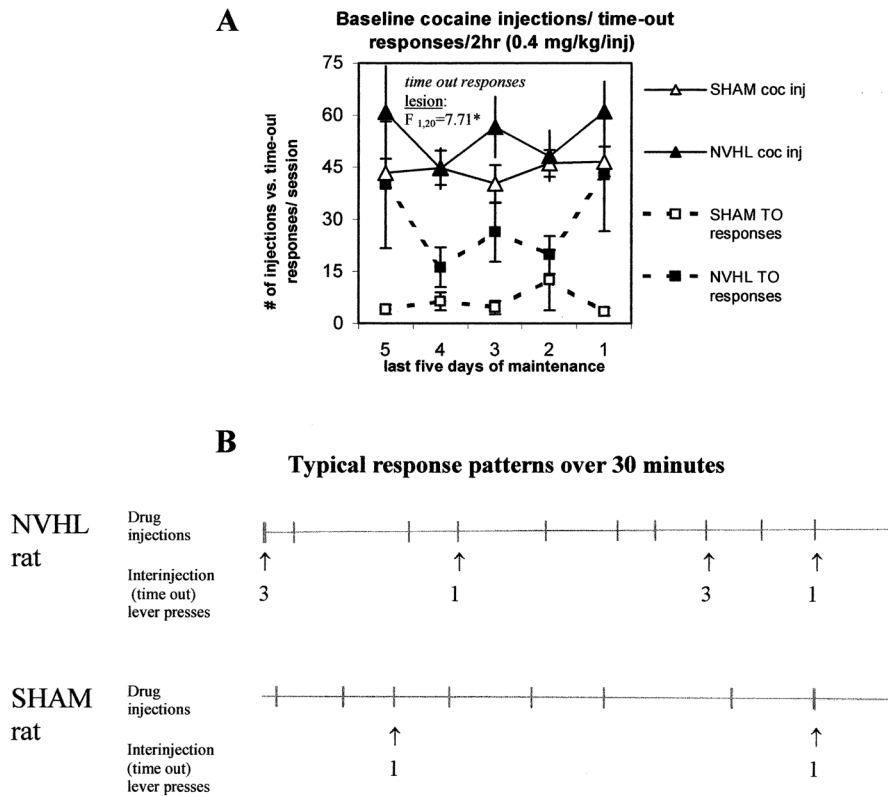 A
Baseline cocaine injections/ time-out
responses/2hr (0.4 mg/kg/inj)
# of injections vs. time-out
responses/ session
75
60
45
30
15
0
time out responses
lesion:
F 1,20=7.71*
5 4 3 2 1
last five days of maintenance
SHAM coc inj
NVHL coc inj
SHAM TO
responses
NVHL TO
responses
B
Typical response patterns over 30 minutes
NVHL
rat
Drug
injections
Interinjection
(time out)
lever presses
3 1 3 1
SHAM
rat
Drug
injections
Interinjection
(time out)
lever presses
1 1